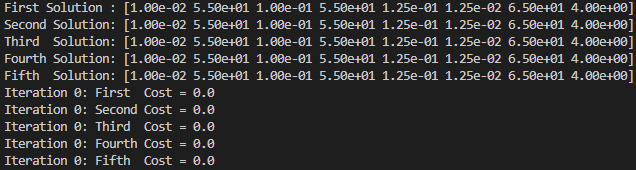 First Solution : [1.00e-02 5.50e+01 1.00e-01 5.50e+01 1.25e-01 1.25e-02 6.50e+01 4.00e+00]
Second Solution: [1.00e-02 5.50e+01 1.00e-01 5.50e+01 1.25e-01 1.25e-02 6.50e+01 4.00e+00]
Third  Solution: [1.00e-02 5.50e+01 1.00e-01 5.50e+01 1.25e-01 1.25e-02 6.50e+01 4.00e+00]
Fourth Solution: [1.00e-02 5.50e+01 1.00e-01 5.50e+01 1.25e-01 1.25e-02 6.50e+01 4.00e+00]
Fifth  Solution: [1.00e-02 5.50e+01 1.00e-01 5.50e+01 1.25e-01 1.25e-02 6.50e+01 4.00e+00]
Iteration 0: First  Cost = 0.0
Iteration 0: Second Cost = 0.0
Iteration 0: Third  Cost = 0.0
Iteration 0: Fourth Cost = 0.0
Iteration 0: Fifth  Cost = 0.0